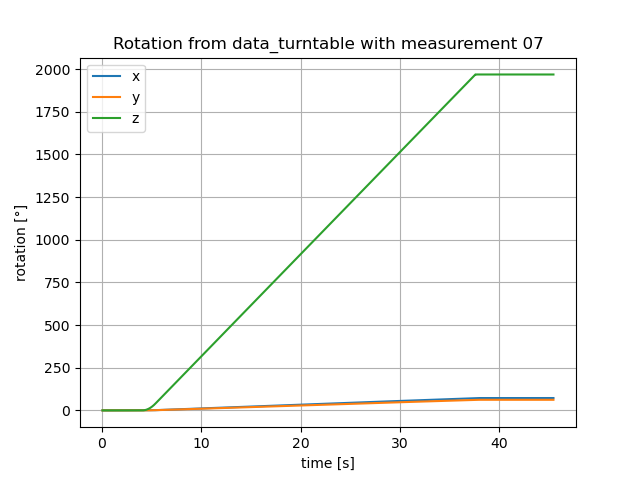 Rotation from data_turntable with measurement 07
x
y
z
2000
1750
1500
1250
1000
750
500
250
0
rotation [°]
0 10 20 30 40
time [s]